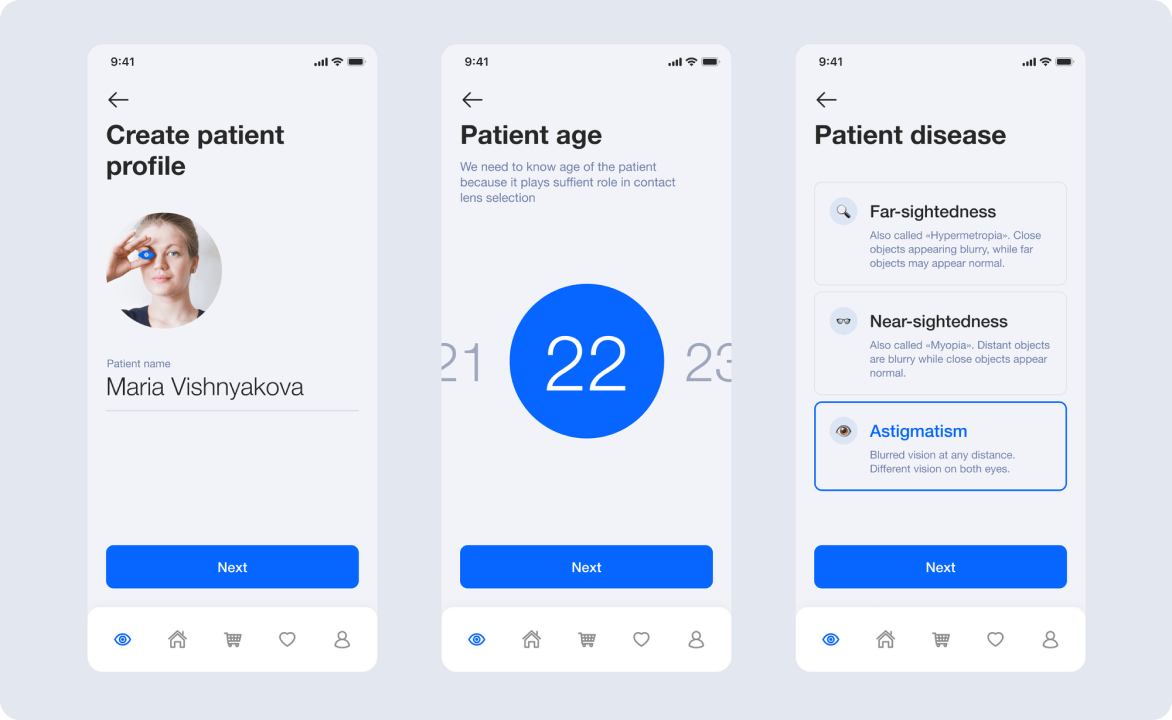 9:41
Create patient
profile
Patient name
Maria Vishnyakova
Next
9:41
Patient age
We need to know age of the patient
because it plays suffient role in contact
lens selection
21
22
23
Next
9:41
Patient disease
Far-sightedness
Also called «Hypermetropia». Close
objects appearing blurry, while far
objects may appear normal.
Near-sightedness
Also called «Myopia». Distant objects
are blurry while close objects appear
normal.
Astigmatism
Blurred vision at any distance.
Different vision on both eyes.
Next